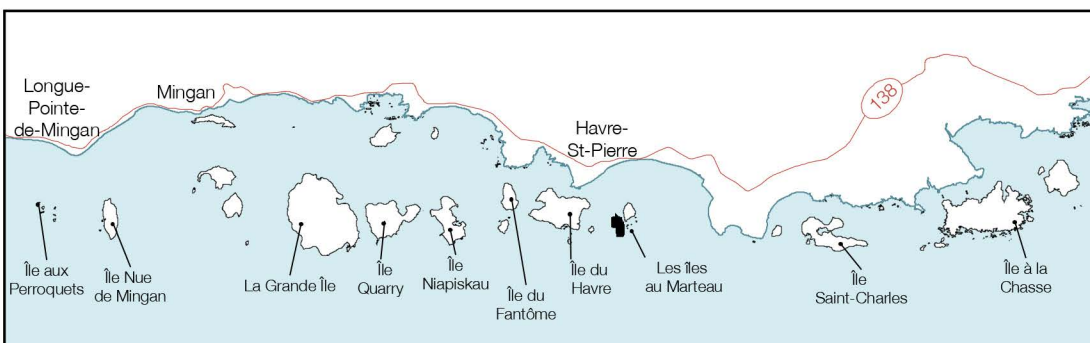 Longue-
Pointe-
de-Mingan
Mingan
Havre-
St-Pierre
138
Île aux
Perroquets
Île Nue
de Mingan
La Grande Île
Île
Quarry
Île
Niapiskau
Île du
Fantôme
Île du
Havre
Les îles
au Marteau
Île
Saint-Charles
Île à la
Chasse